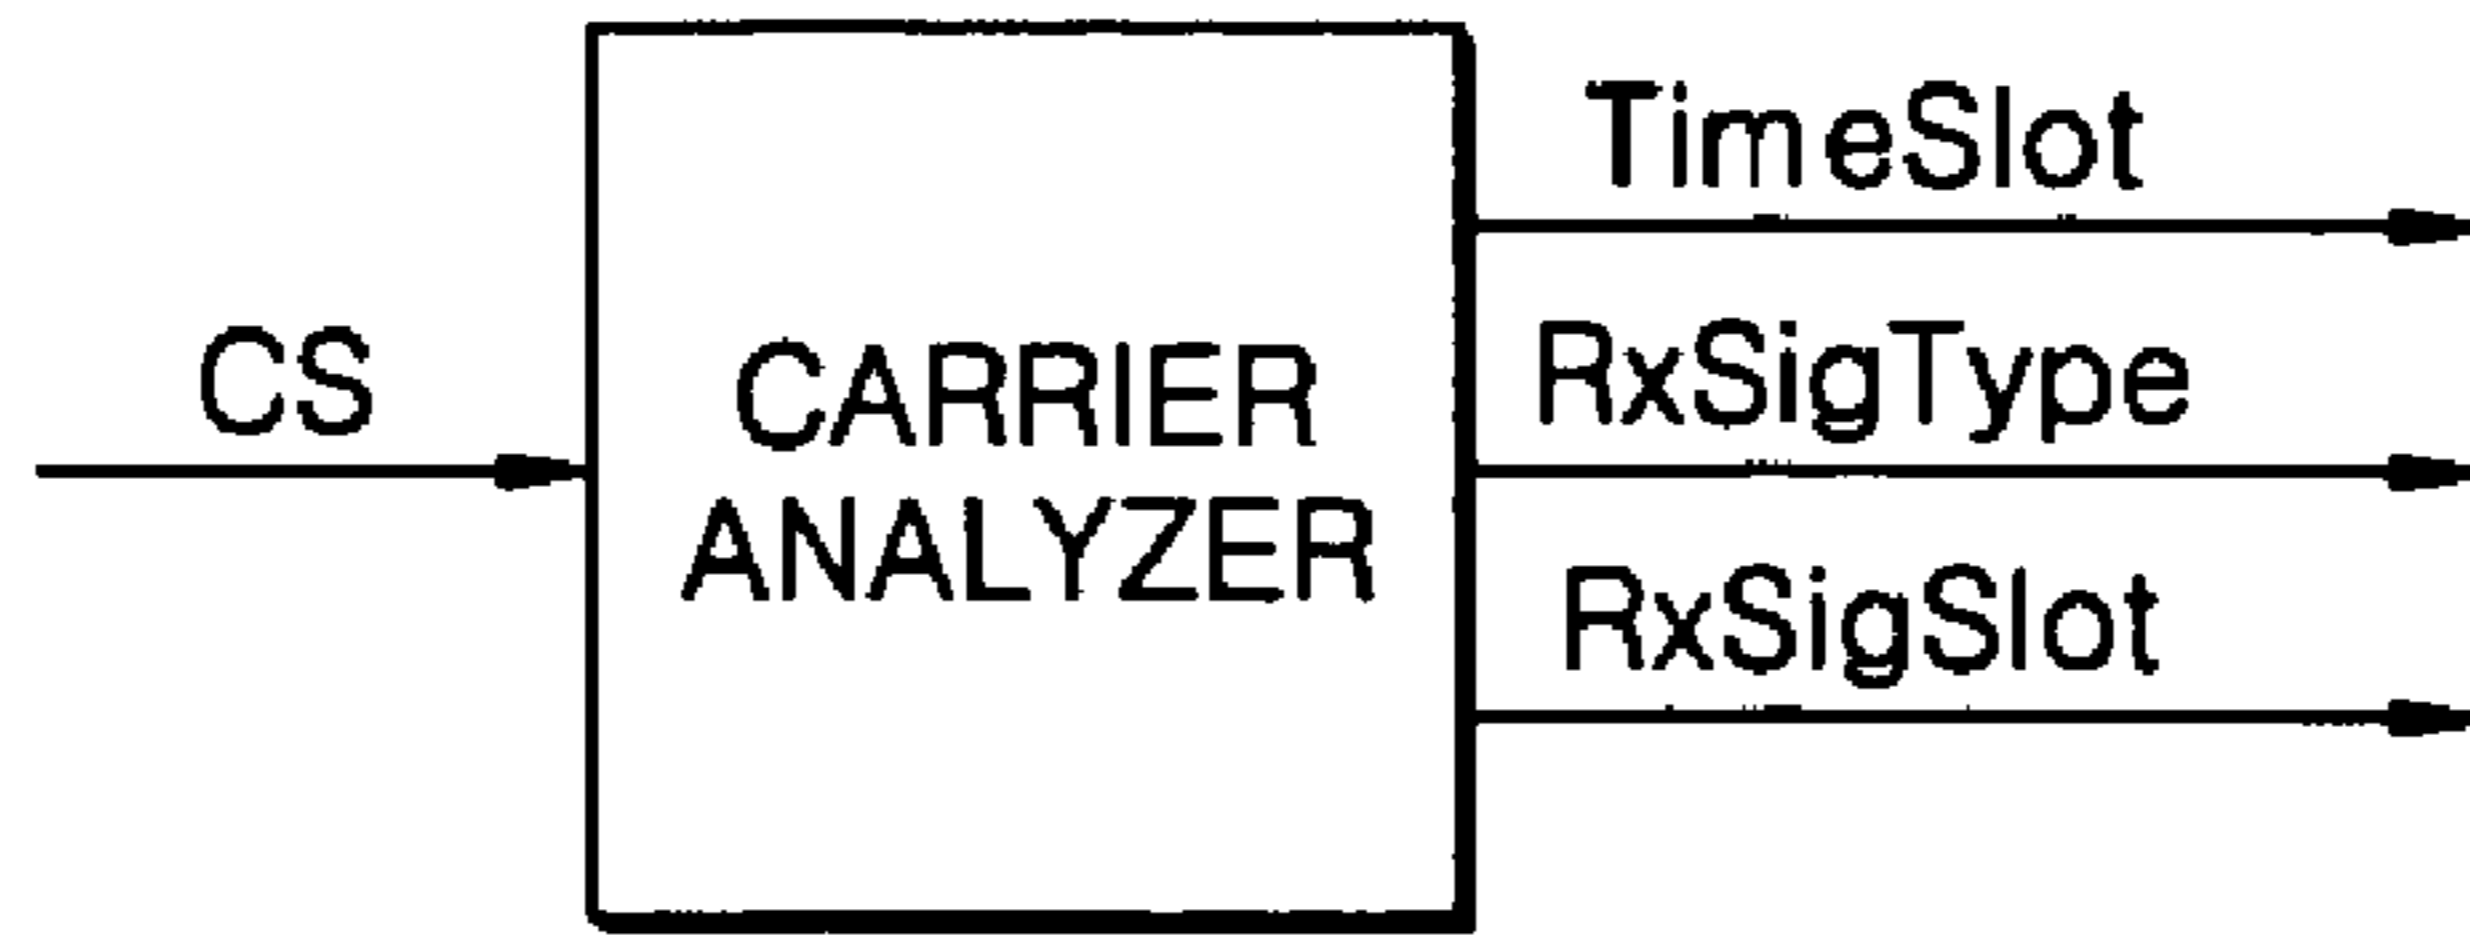 CS
CARRIER
ANALYZER
TimeSlot
RxSigType
RxSigSlot